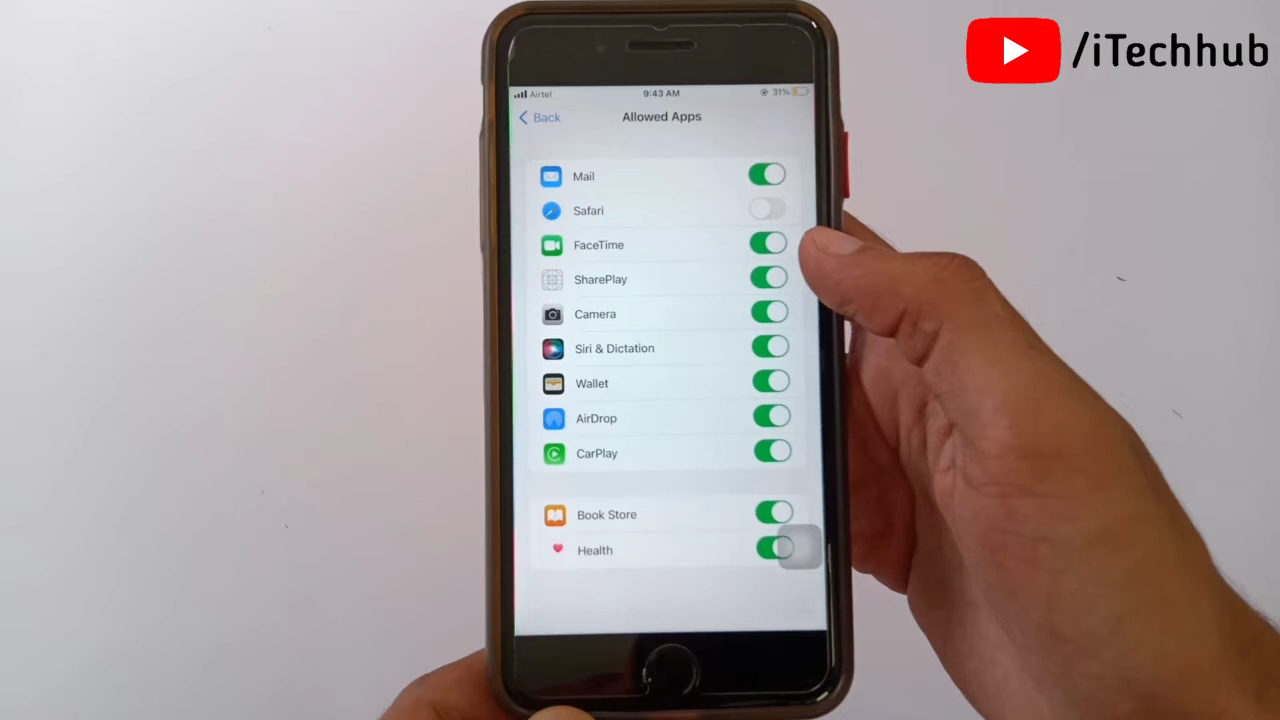 /iTechhub
Airtel 9:43 AM 31%
Back Allowed Apps
Mail
Safari
FaceTime
SharePlay
Camera
Siri & Dictation
Wallet
AirDrop
CarPlay
Book Store
Health